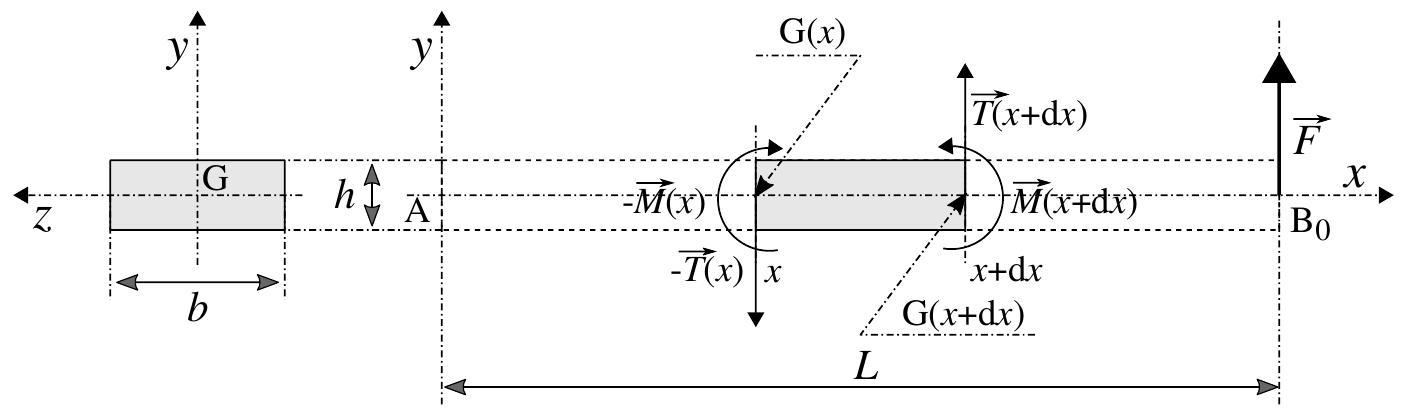 y
y
G(x)
T(x+dx)
F
G
h
A
-M(x)
M(x+dx)
x
z
B₀
-T(x)
x
x+dx
b
G(x+dx)
L